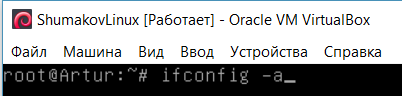 ShumakovLinux [Работает] - Oracle VM VirtualBox
Файл Машина Вид Ввод Устройства Справка
root@Artur:~# ifconfig -a_